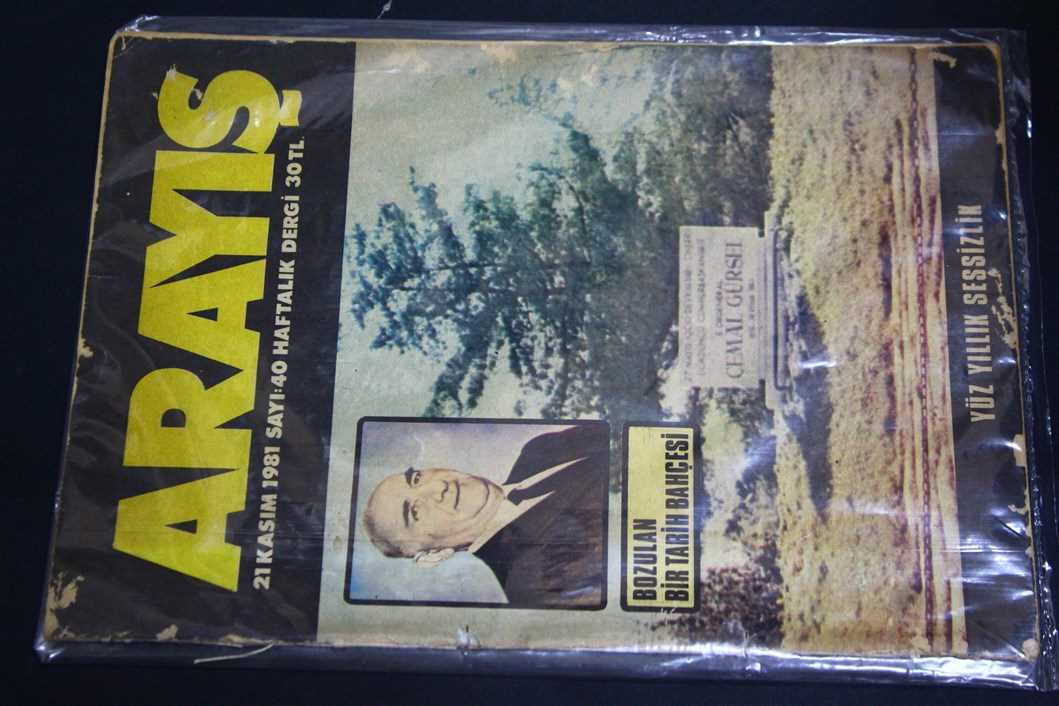 ARAYIŞ
21 KASIM 1981 SAYI:40 HAFTALIK DERGİ 30 TL.
BOZULAN
BİR TARİH BAHÇESİ
E. ORGENERAL
CEMAL GÜRSEL
YÜZ YILLIK SESSİZLİK